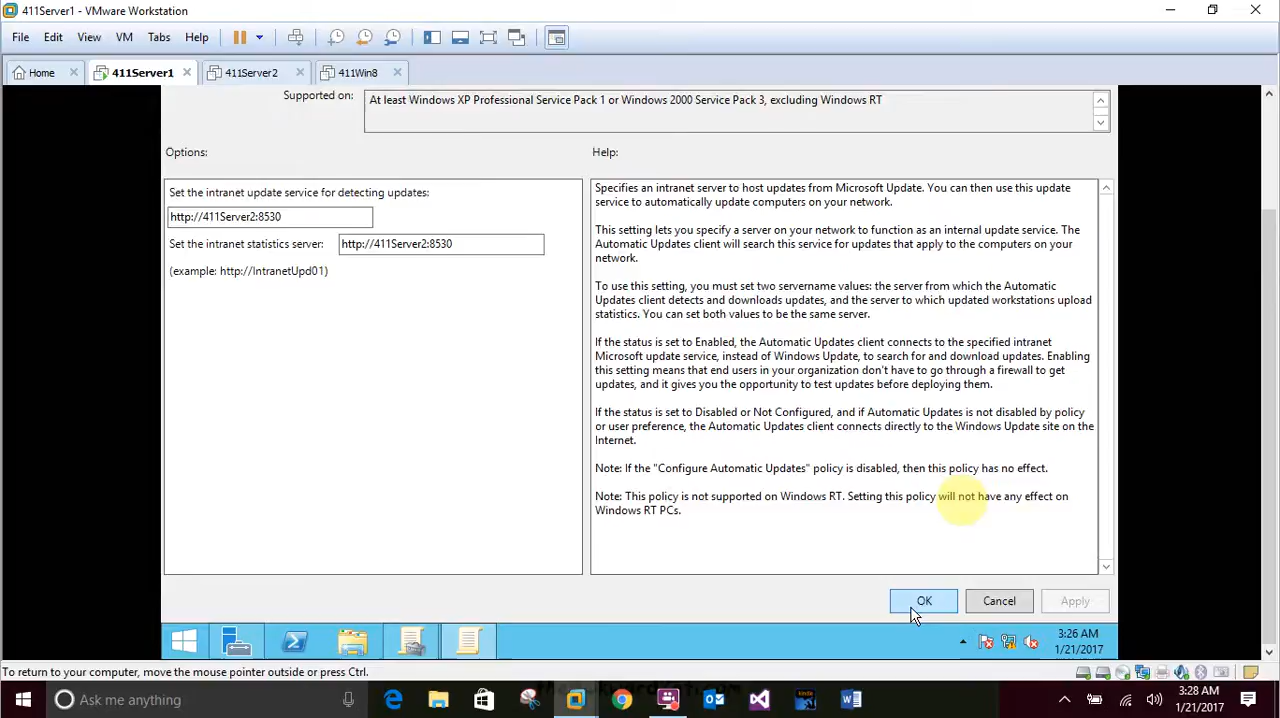 411Server1 - VMware Workstation
File Edit View VM Tabs Help
Home 411Server1 411Server2 411Win8
Supported on: At least Windows XP Professional Service Pack 1 or Windows 2000 Service Pack 3, excluding Windows RT
Options: Help:
Set the intranet update service for detecting updates:
http://411Server2:8530
Set the intranet statistics server: http://411Server2:8530
(example: http://IntranetUpd01)
Specifies an intranet server to host updates from Microsoft Update. You can then use this update
service to automatically update computers on your network.
This setting lets you specify a server on your network to function as an internal update service. The
Automatic Updates client will search this service for updates that apply to the computers on your
network.
To use this setting, you must set two servername values: the server from which the Automatic
Updates client detects and downloads updates, and the server to which updated workstations upload
statistics. You can set both values to be the same server.
If the status is set to Enabled, the Automatic Updates client connects to the specified intranet
Microsoft update service, instead of Windows Update, to search for and download updates. Enabling
this setting means that end users in your organization don't have to go through a firewall to get
updates, and it gives you the opportunity to test updates before deploying them.
If the status is set to Disabled or Not Configured, and if Automatic Updates is not disabled by policy
or user preference, the Automatic Updates client connects directly to the Windows Update site on the
Internet.
Note: If the "Configure Automatic Updates" policy is disabled, then this policy has no effect.
Note: This policy is not supported on Windows RT. Setting this policy will not have any effect on
Windows RT PCs.
OK Cancel Apply
3:26 AM
1/21/2017
To return to your computer, move the mouse pointer outside or press Ctrl.
Ask me anything
3:28 AM
1/21/2017